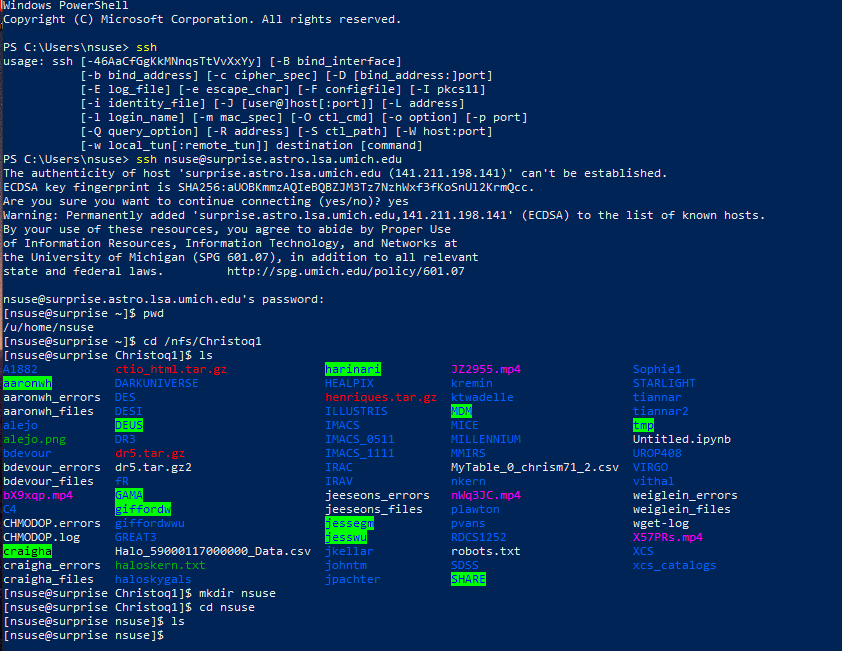 Windows PowerShell
Copyright (C) Microsoft Corporation. All rights reserved.
PS C:\Users\nsuse> ssh
usage: ssh [-46AaCfGgKkMNnqsTtVvXxYy] [-B bind_interface]
           [-b bind_address] [-c cipher_spec] [-D [bind_address:]port]
           [-E log_file] [-e escape_char] [-F configfile] [-I pkcs11]
           [-i identity_file] [-J [user@]host[:port]] [-L address]
           [-l login_name] [-m mac_spec] [-O ctl_cmd] [-o option] [-p port]
           [-Q query_option] [-R address] [-S ctl_path] [-W host:port]
           [-w local_tun[:remote_tun]] destination [command]
PS C:\Users\nsuse> ssh nsuse@surprise.astro.lsa.umich.edu
The authenticity of host 'surprise.astro.lsa.umich.edu (141.211.198.141)' can't be established.
ECDSA key fingerprint is SHA256:aUOBKmmzAQIeBQBZJM3Tz7NzhWxf3fKoSnUl2KrmQcc.
Are you sure you want to continue connecting (yes/no)? yes
Warning: Permanently added 'surprise.astro.lsa.umich.edu,141.211.198.141' (ECDSA) to the list of known hosts.
By your use of these resources, you agree to abide by Proper Use
of Information Resources, Information Technology, and Networks at
the University of Michigan (SPG 601.07), in addition to all relevant
state and federal laws.         http://spg.umich.edu/policy/601.07
nsuse@surprise.astro.lsa.umich.edu's password:
[nsuse@surprise ~]$ pwd
/u/home/nsuse
[nsuse@surprise ~]$ cd /nfs/Christoq1
[nsuse@surprise Christoq1]$ ls
A1882           ctio_html.tar.gz              harinari          JZ2955.mp4                Sophie1
aaronwh         DARKUNIVERSE                  HEALPIX           kremin                    STARLIGHT
aaronwh_errors  DES                           henriques.tar.gz  ktwadelle                 tiannar
aaronwh_files   DESI                          ILLUSTRIS         MDM                       tiannar2
alejo           DEUS                          IMACS             MICE                      tmp
alejo.png       DR3                           IMACS_0511        MILLENNIUM                Untitled.ipynb
bdevour         dr5.tar.gz                    IMACS_1111        MMIRS                     UROP408
bdevour_errors  dr5.tar.gz2                   IRAC              MyTable_0_chrism71_2.csv  VIRGO
bdevour_files   fR                            IRAV              nkern                     vithal
bX9xqp.mp4      GAMA                          jeeseons_errors   nWq3JC.mp4                weiglein_errors
C4              giffordw                      jeeseons_files    plawton                   weiglein_files
CHMODOP.errors  giffordwwu                    jessegm           pvans                     wget-log
CHMODOP.log     GREAT3                        jesswu            RDCS1252                  X57PRs.mp4
craigha         Halo_59000117000000_Data.csv  jkellar           robots.txt                XCS
craigha_errors  haloskern.txt                 johntm            SDSS                      xcs_catalogs
craigha_files   haloskygals                   jpachter          SHARE
[nsuse@surprise Christoq1]$ mkdir nsuse
[nsuse@surprise Christoq1]$ cd nsuse
[nsuse@surprise nsuse]$ ls
[nsuse@surprise nsuse]$